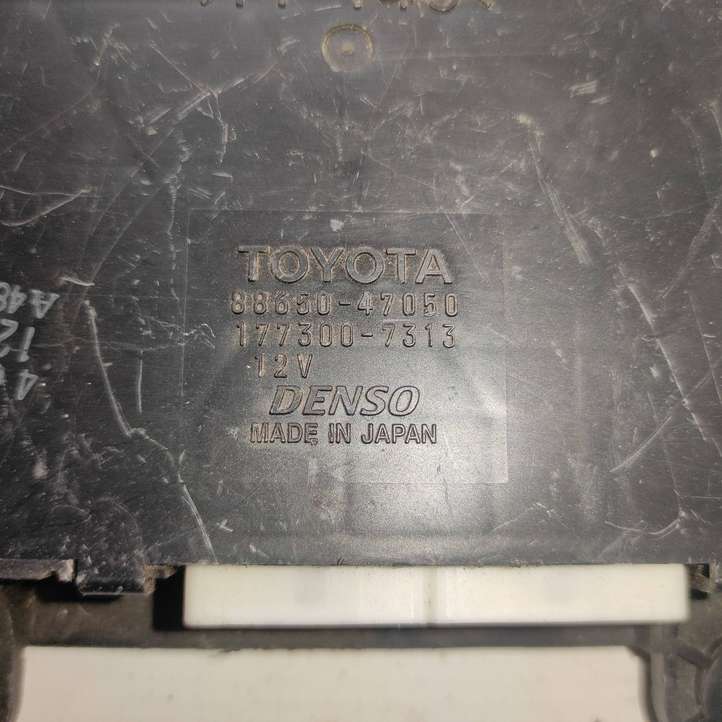 TOYOTA
88650-47050
177300-7313
12V
DENSO
MADE IN JAPAN